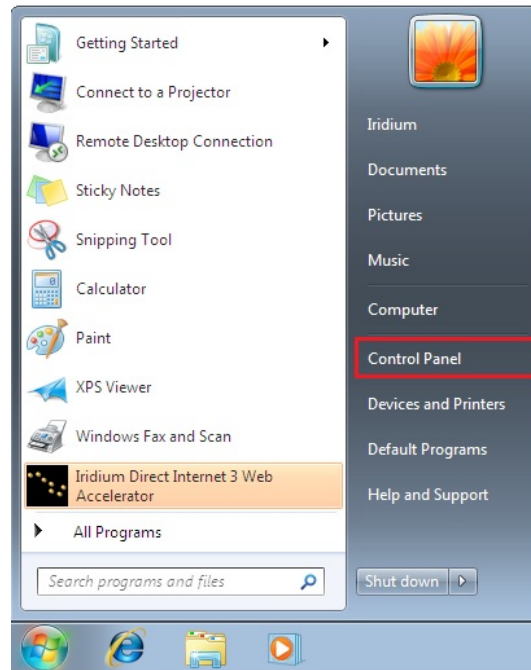 Getting Started
Connect to a Projector
Remote Desktop Connection
Sticky Notes
Snipping Tool
Calculator
Paint
XPS Viewer
Windows Fax and Scan
Iridium Direct Internet 3 Web
Accelerator
All Programs
Search programs and files
Iridium
Documents
Pictures
Music
Computer
Control Panel
Devices and Printers
Default Programs
Help and Support
Shut down